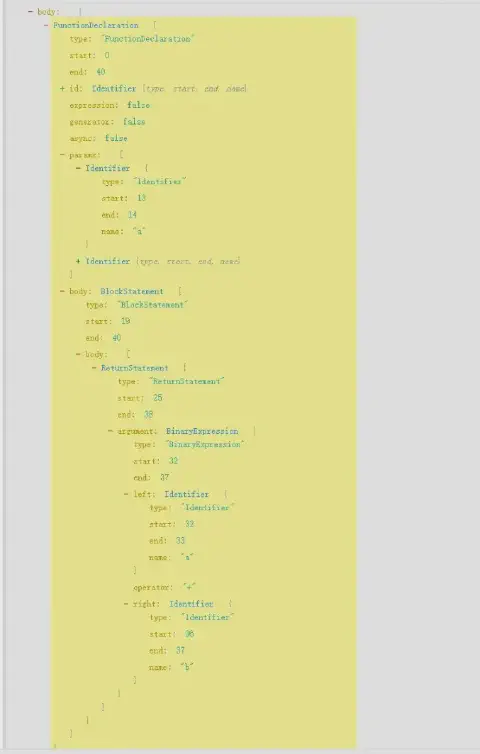 − body: [
− FunctionDeclaration {
type: "FunctionDeclaration"
start: 0
end: 40
+ id: Identifier {type, start, end, name}
expression: false
generator: false
async: false
− params: [
− Identifier {
type: "Identifier"
start: 13
end: 14
name: "a"
}
+ Identifier {type, start, end, name}
]
− body: BlockStatement {
type: "BlockStatement"
start: 19
end: 40
− body: [
− ReturnStatement {
type: "ReturnStatement"
start: 25
end: 38
− argument: BinaryExpression {
type: "BinaryExpression"
start: 32
end: 37
− left: Identifier {
type: "Identifier"
start: 32
end: 33
name: "a"
}
operator: "+"
− right: Identifier {
type: "Identifier"
start: 36
end: 37
name: "b"
}
}
}
]
}